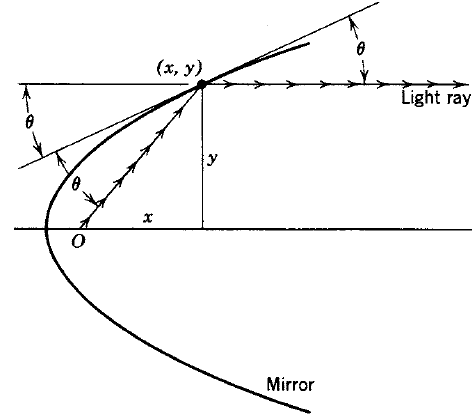 θ
(x, y)
Light ray
θ
y
θ
x
O
Mirror